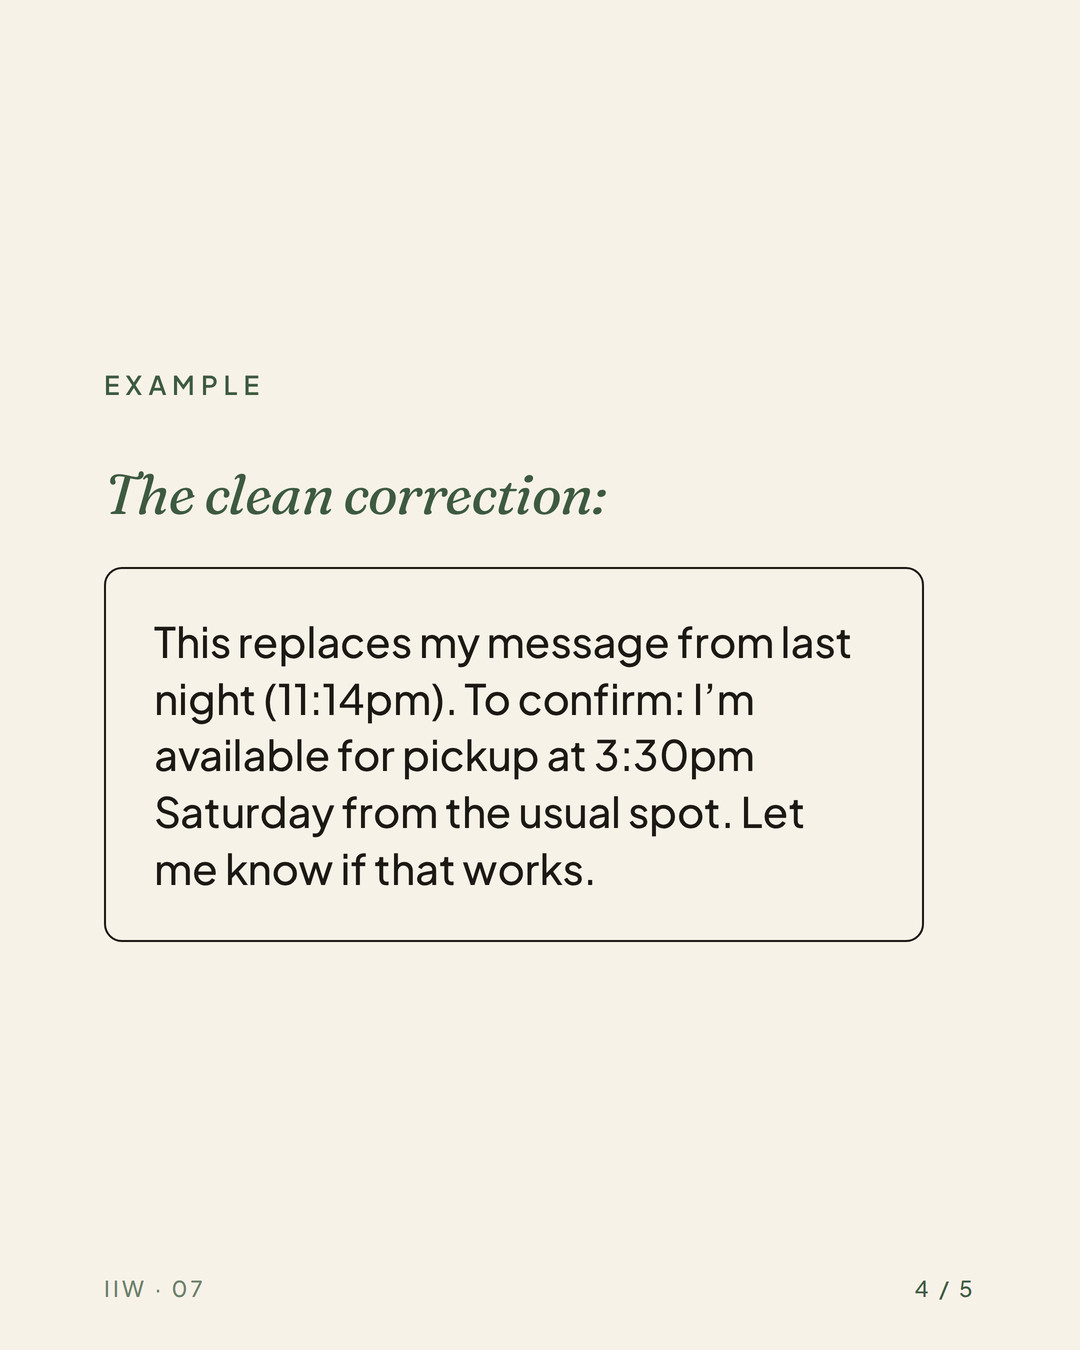 EXAMPLE
The clean correction:
This replaces my message from last
night (11:14pm). To confirm: I’m
available for pickup at 3:30pm
Saturday from the usual spot. Let
me know if that works.
IIW · 07
4 / 5